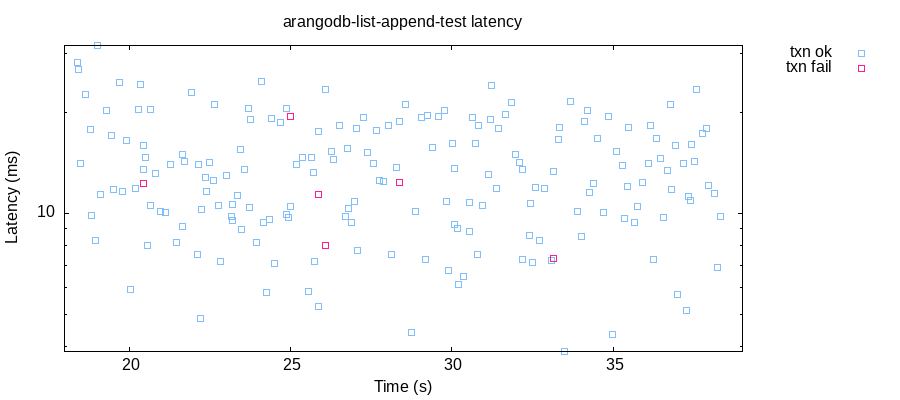 arangodb-list-append-test latency
txn ok
txn fail
Latency (ms)
10
20
25
30
35
Time (s)